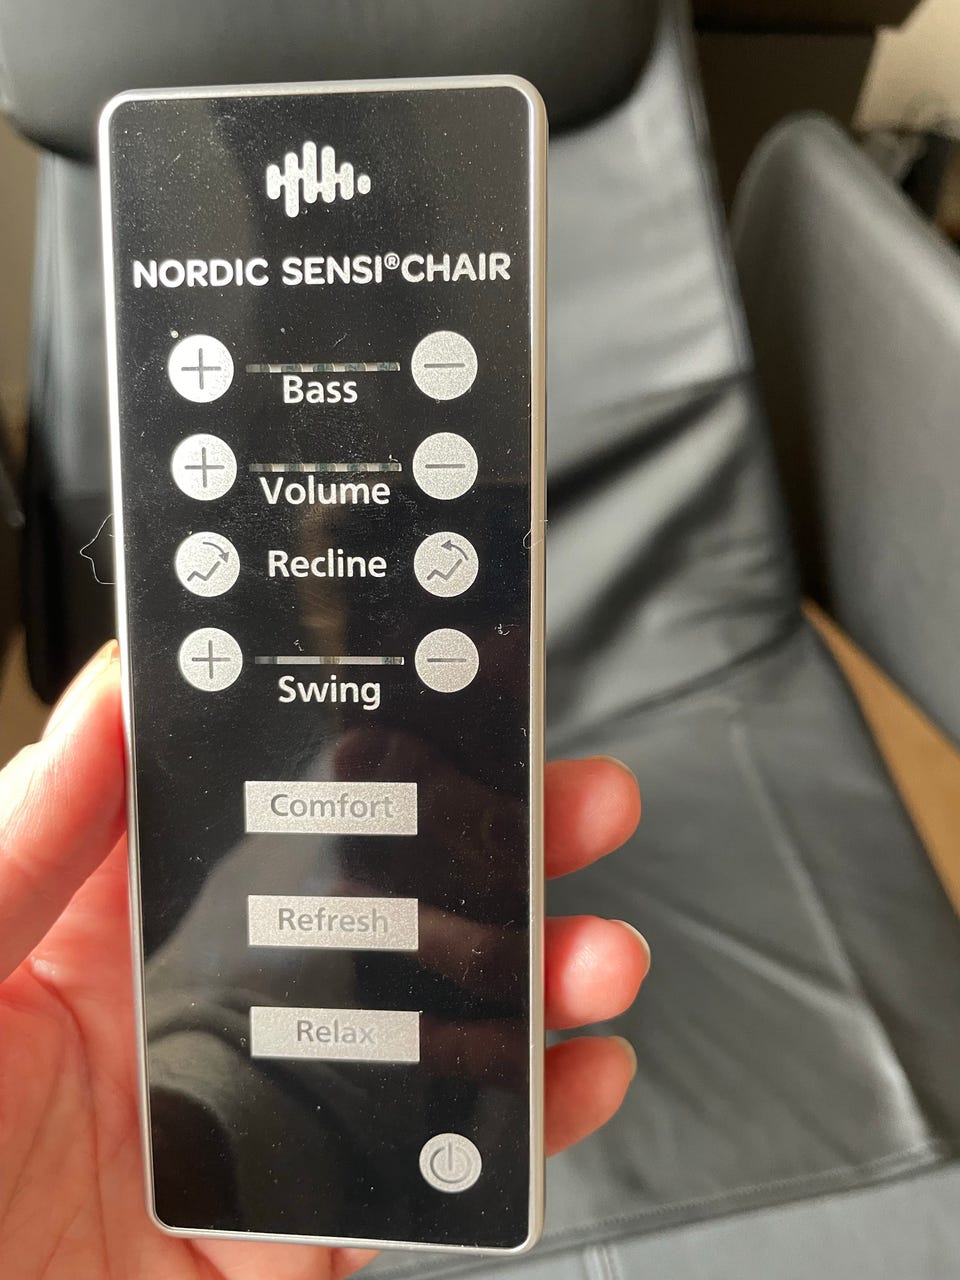 NORDIC SENSI®CHAIR
Bass
Volume
Recline
Swing
Comfort
Refresh
Relax